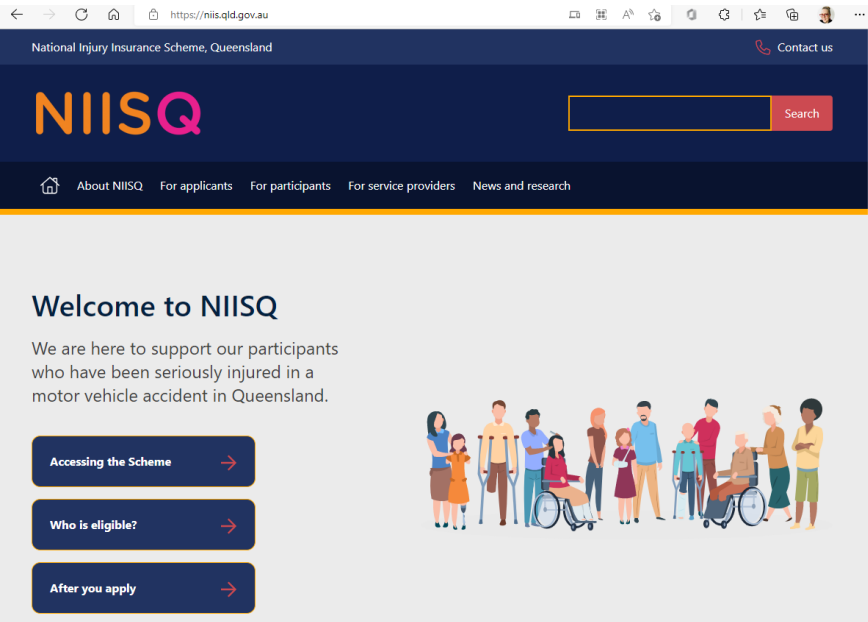 https://niis.qld.gov.au
National Injury Insurance Scheme, Queensland
Contact us
NIISQ
Search
About NIISQ For applicants For participants For service providers News and research
Welcome to NIISQ
We are here to support our participants
who have been seriously injured in a
motor vehicle accident in Queensland.
Accessing the Scheme
Who is eligible?
After you apply